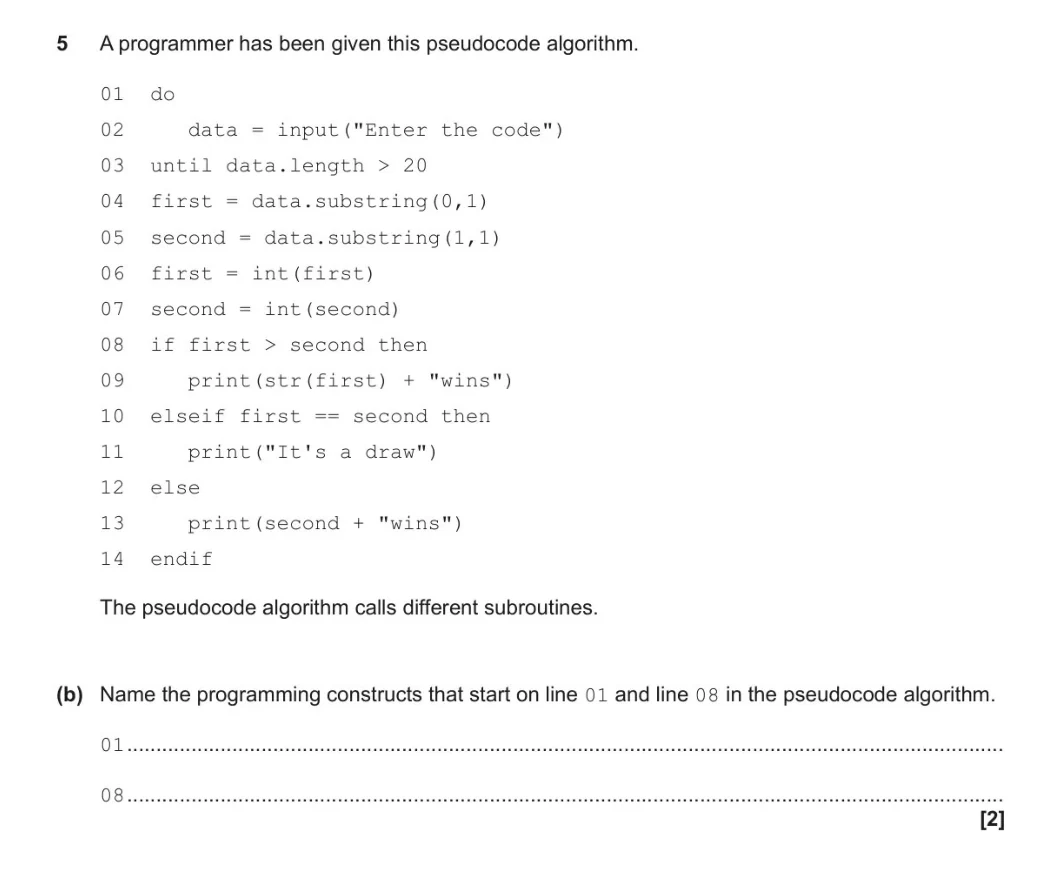 5 A programmer has been given this pseudocode algorithm.
01 do
02 data = input("Enter the code")
03 until data.length > 20
04 first = data.substring(0,1)
05 second = data.substring(1,1)
06 first = int(first)
07 second = int(second)
08 if first > second then
09 print(str(first) + "wins")
10 elseif first == second then
11 print("It's a draw")
12 else
13 print(second + "wins")
14 endif
The pseudocode algorithm calls different subroutines.
(b) Name the programming constructs that start on line 01 and line 08 in the pseudocode algorithm.
01
08
[2]